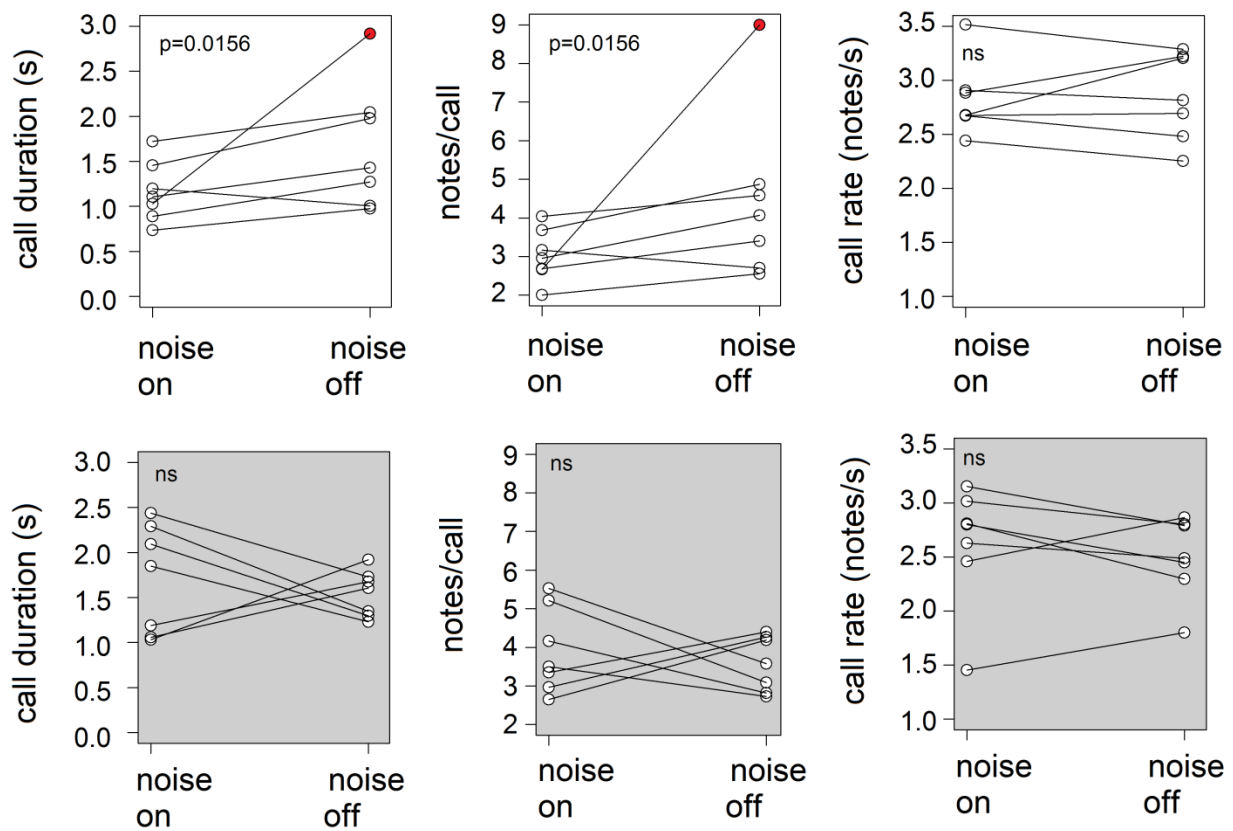 call duration (s)
3.0
2.5
2.0
1.5
1.0
0.5
0.0
p=0.0156
noise
on
noise
off
notes/call
9
8
7
6
5
4
3
2
p=0.0156
noise
on
noise
off
call rate (notes/s)
3.5
3.0
2.5
2.0
1.5
1.0
ns
noise
on
noise
off
call duration (s)
3.0
2.5
2.0
1.5
1.0
0.5
0.0
ns
noise
on
noise
off
notes/call
9
8
7
6
5
4
3
2
ns
noise
on
noise
off
call rate (notes/s)
3.5
3.0
2.5
2.0
1.5
1.0
ns
noise
on
noise
off